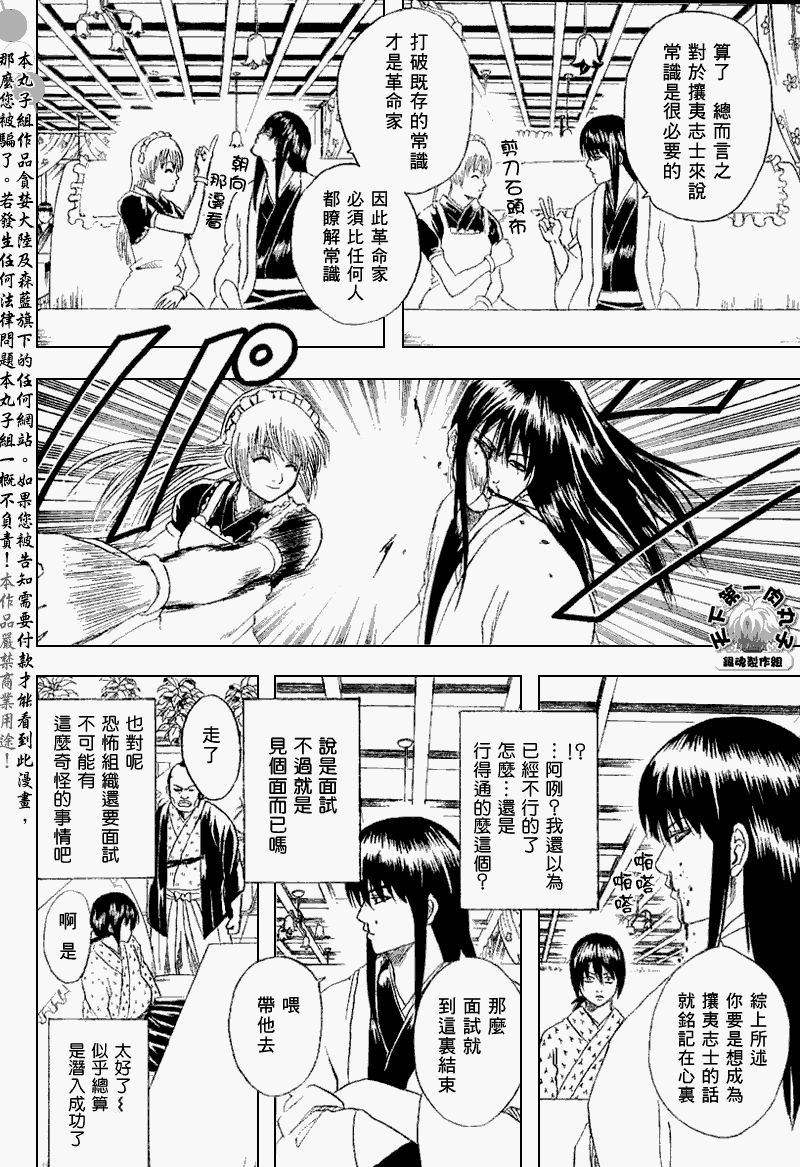 算了 總而言之
對於攘夷志士來說
常識是很必要的
剪刀石頭布
打破既存的常識
才是革命家
因此革命家
必須比任何人
都瞭解常識
朝向
那邊看
パ
天下第一肉丸子
銀魂製作組
綜上所述
你要是想成為
攘夷志士的話
就銘記在心裏
啪嗒
啪嗒
!?
…阿咧?我還以為
已經不行的了
怎麼…還是
行得通的麼這個?
那麼
面試就
到這裏結束
說是面試
不過就是
見個面而已嗎
喂
帶他去
走了
也對呢
恐怖組織還要面試
不可能有
這麼奇怪的事情吧
啊 是
太好了~
似乎總算
是潛入成功了
本丸子組作品貪婪大陸及森藍旗下的任何網站。如果您被告知需要付款才能看到此漫畫，
那麼您被騙了。若發生任何法律問題本丸子組一概不負責！本作品嚴禁商業用途！